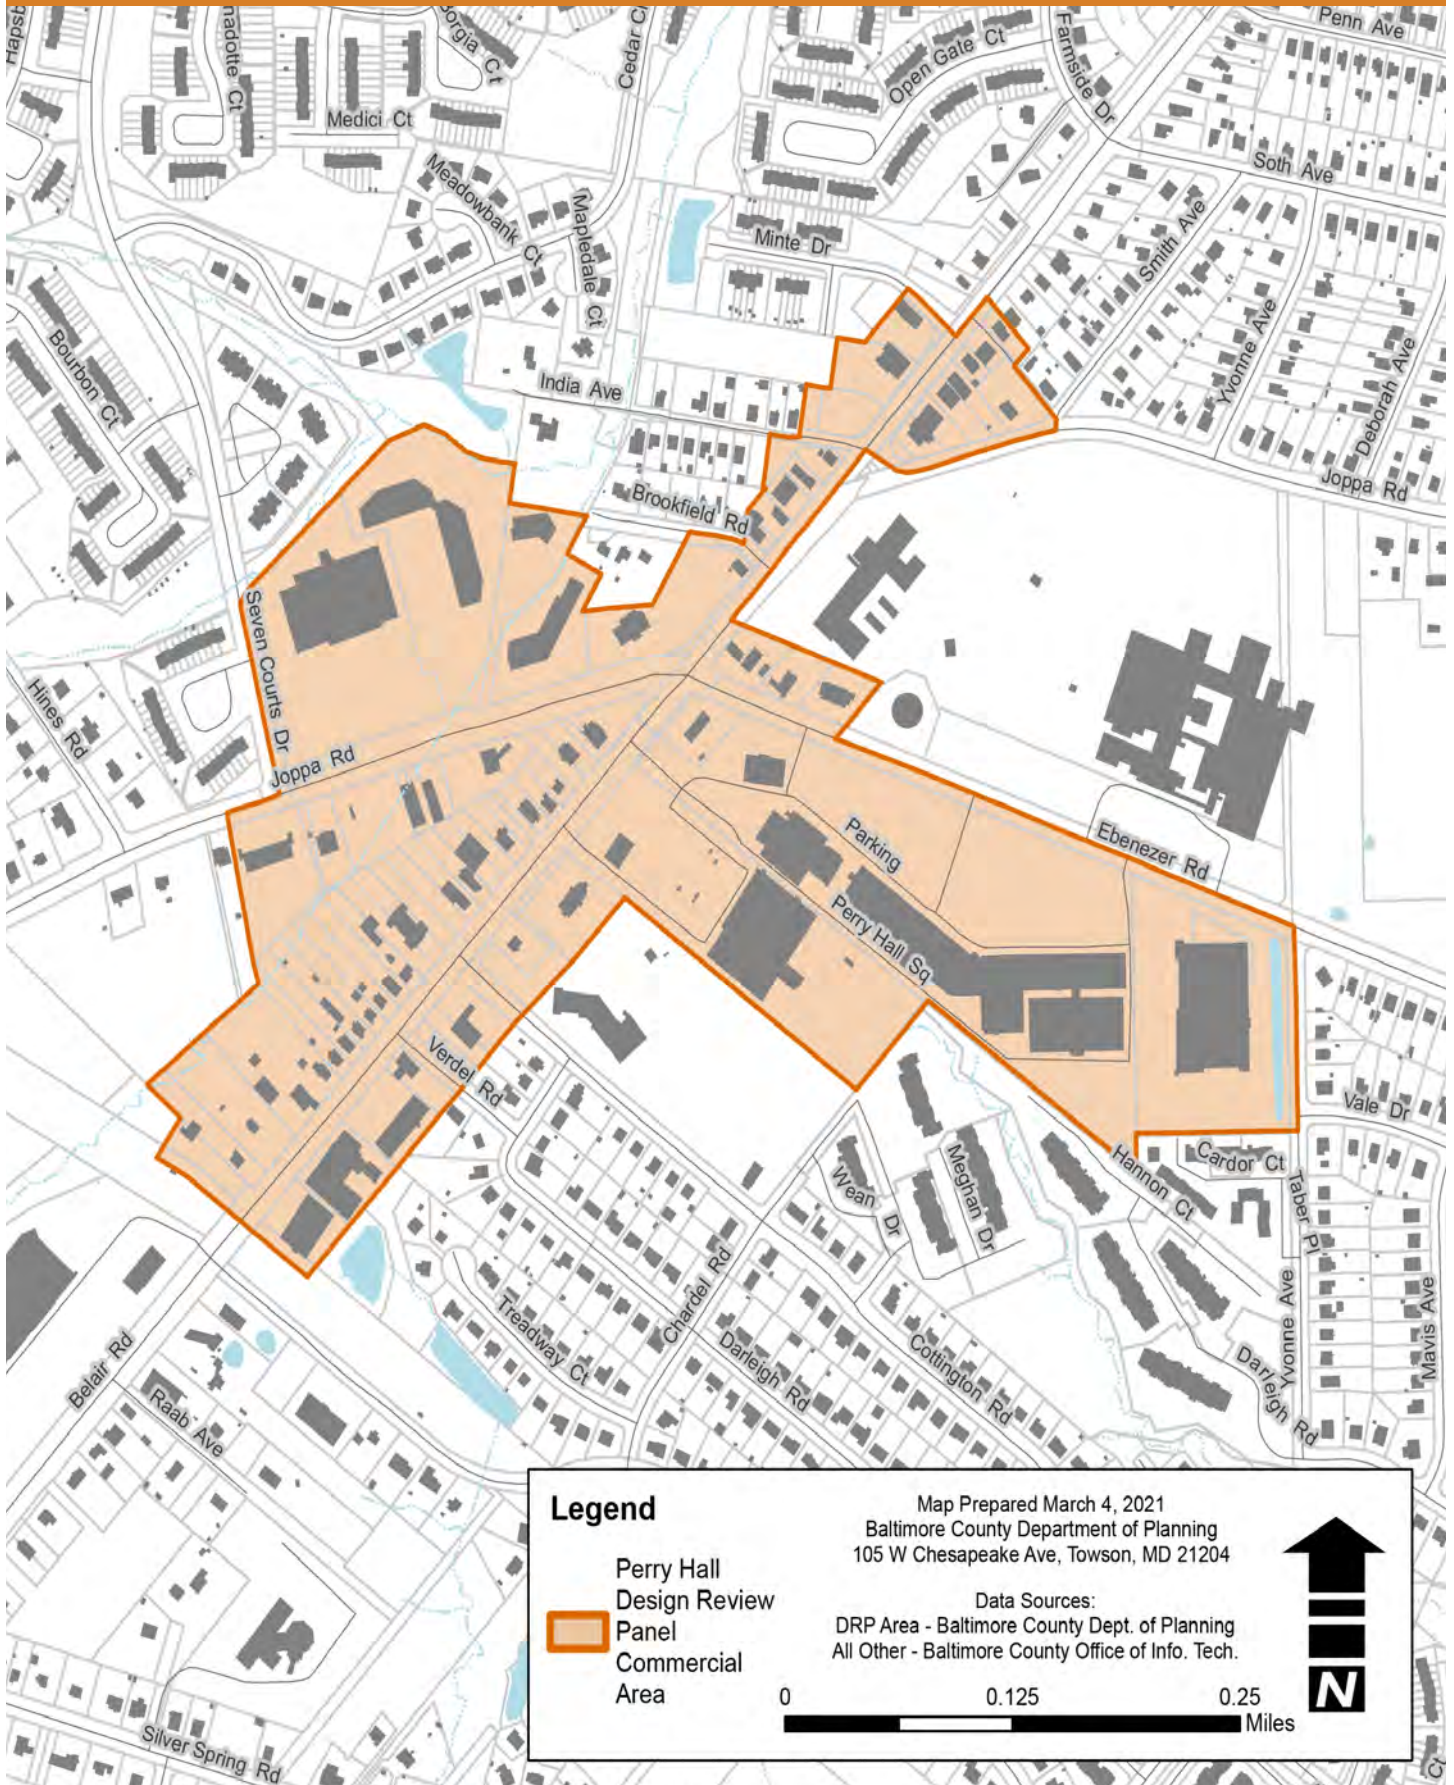 Penn Ave
Borgia Ct
Cedar
Open Gate Ct
Farmside Dr
Medici Ct
Soth Ave
Meadowbank Ct
Mapledale Ct
Smith Ave
Minte Dr
Bourbon Ct
Yvonne Ave
Deborah Ave
India Ave
Joppa Rd
Brookfield Rd
Seven Courts Dr
Hines Rd
Joppa Rd
Parking
Ebenezer Rd
Perry Hall Sq
Verdel Rd
Vale Dr
Cardor Ct
Hannon Ct
Wean Dr
Meghan Dr
Taber Pl
Chardel Rd
Treadway Ct
Darleigh Rd
Cottington Rd
Yvonne Ave
Darleigh Rd
Mavis Ave
Belair Rd
Raab Ave
Silver Spring Rd
Ct
Legend
Perry Hall
Design Review
Panel
Commercial
Area
Map Prepared March 4, 2021
Baltimore County Department of Planning
105 W Chesapeake Ave, Towson, MD 21204
Data Sources:
DRP Area - Baltimore County Dept. of Planning
All Other - Baltimore County Office of Info. Tech.
0 0.125 0.25
Miles
N